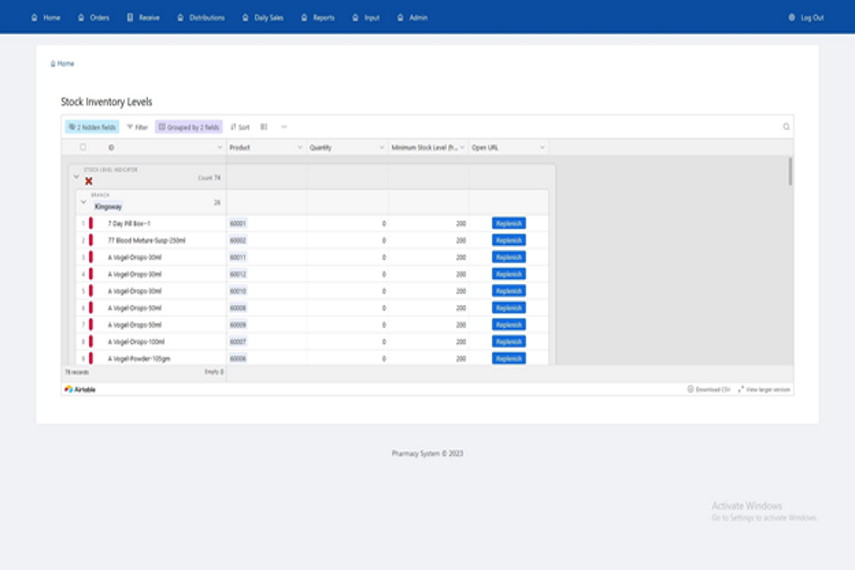 Home Orders Receive Distributions Daily Sales Reports Input Admin Log Out
Home
Stock Inventory Levels
2 hidden fields Filter Grouped by 2 fields Sort
ID Product Quantity Minimum Stock Level (fr... Open URL
STOCK LEVEL INDICATOR
Count 74
BRANCH
Kingsway 26
1 7 Day Pill Box--1 60001 0 200 Replenish
2 77 Blood Mixture-Susp-250ml 60002 0 200 Replenish
3 A Vogel-Drops-30ml 60011 0 200 Replenish
4 A Vogel-Drops-30ml 60012 0 200 Replenish
5 A Vogel-Drops-30ml 60010 0 200 Replenish
6 A Vogel-Drops-50ml 60008 0 200 Replenish
7 A Vogel-Drops-50ml 60009 0 200 Replenish
8 A Vogel-Drops-100ml 60007 0 200 Replenish
9 A Vogel-Powder-105gm 60006 0 200 Replenish
78 records Empty 0
Airtable Download CSV View larger version
Pharmacy System © 2023
Activate Windows
Go to Settings to activate Windows.